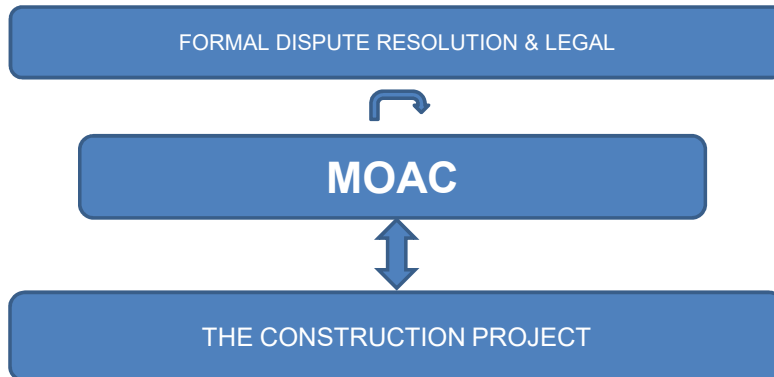 FORMAL DISPUTE RESOLUTION & LEGAL
MOAC
THE CONSTRUCTION PROJECT